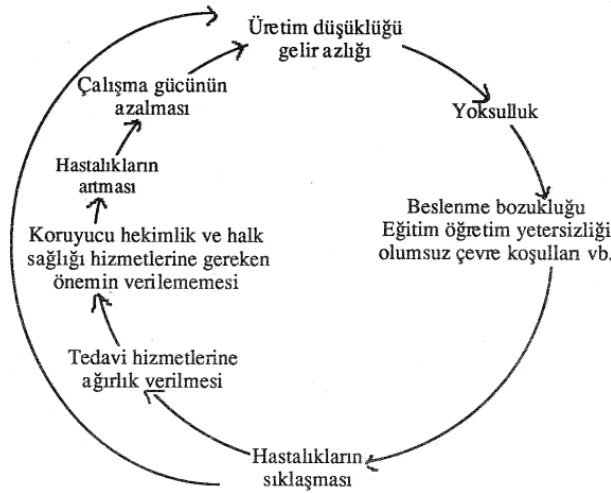 Üretim düşüklüğü
gelir azlığı
Yoksulluk
Beslenme bozukluğu
Eğitim öğretim yetersizliği
olumsuz çevre koşulları vb.
Hastalıkların
sıklaşması
Tedavi hizmetlerine
ağırlık verilmesi
Koruyucu hekimlik ve halk
sağlığı hizmetlerine gereken
önemin verilememesi
Hastalıkların
artması
Çalışma gücünün
azalması